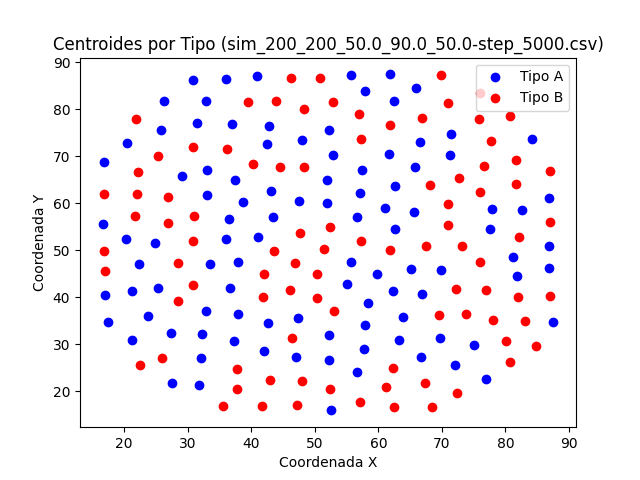 Centroides por Tipo (sim_200_200_50.0_90.0_50.0-step_5000.csv)
Tipo A
Tipo B
90
80
70
60
50
40
30
20
Coordenada Y
20 30 40 50 60 70 80 90
Coordenada X